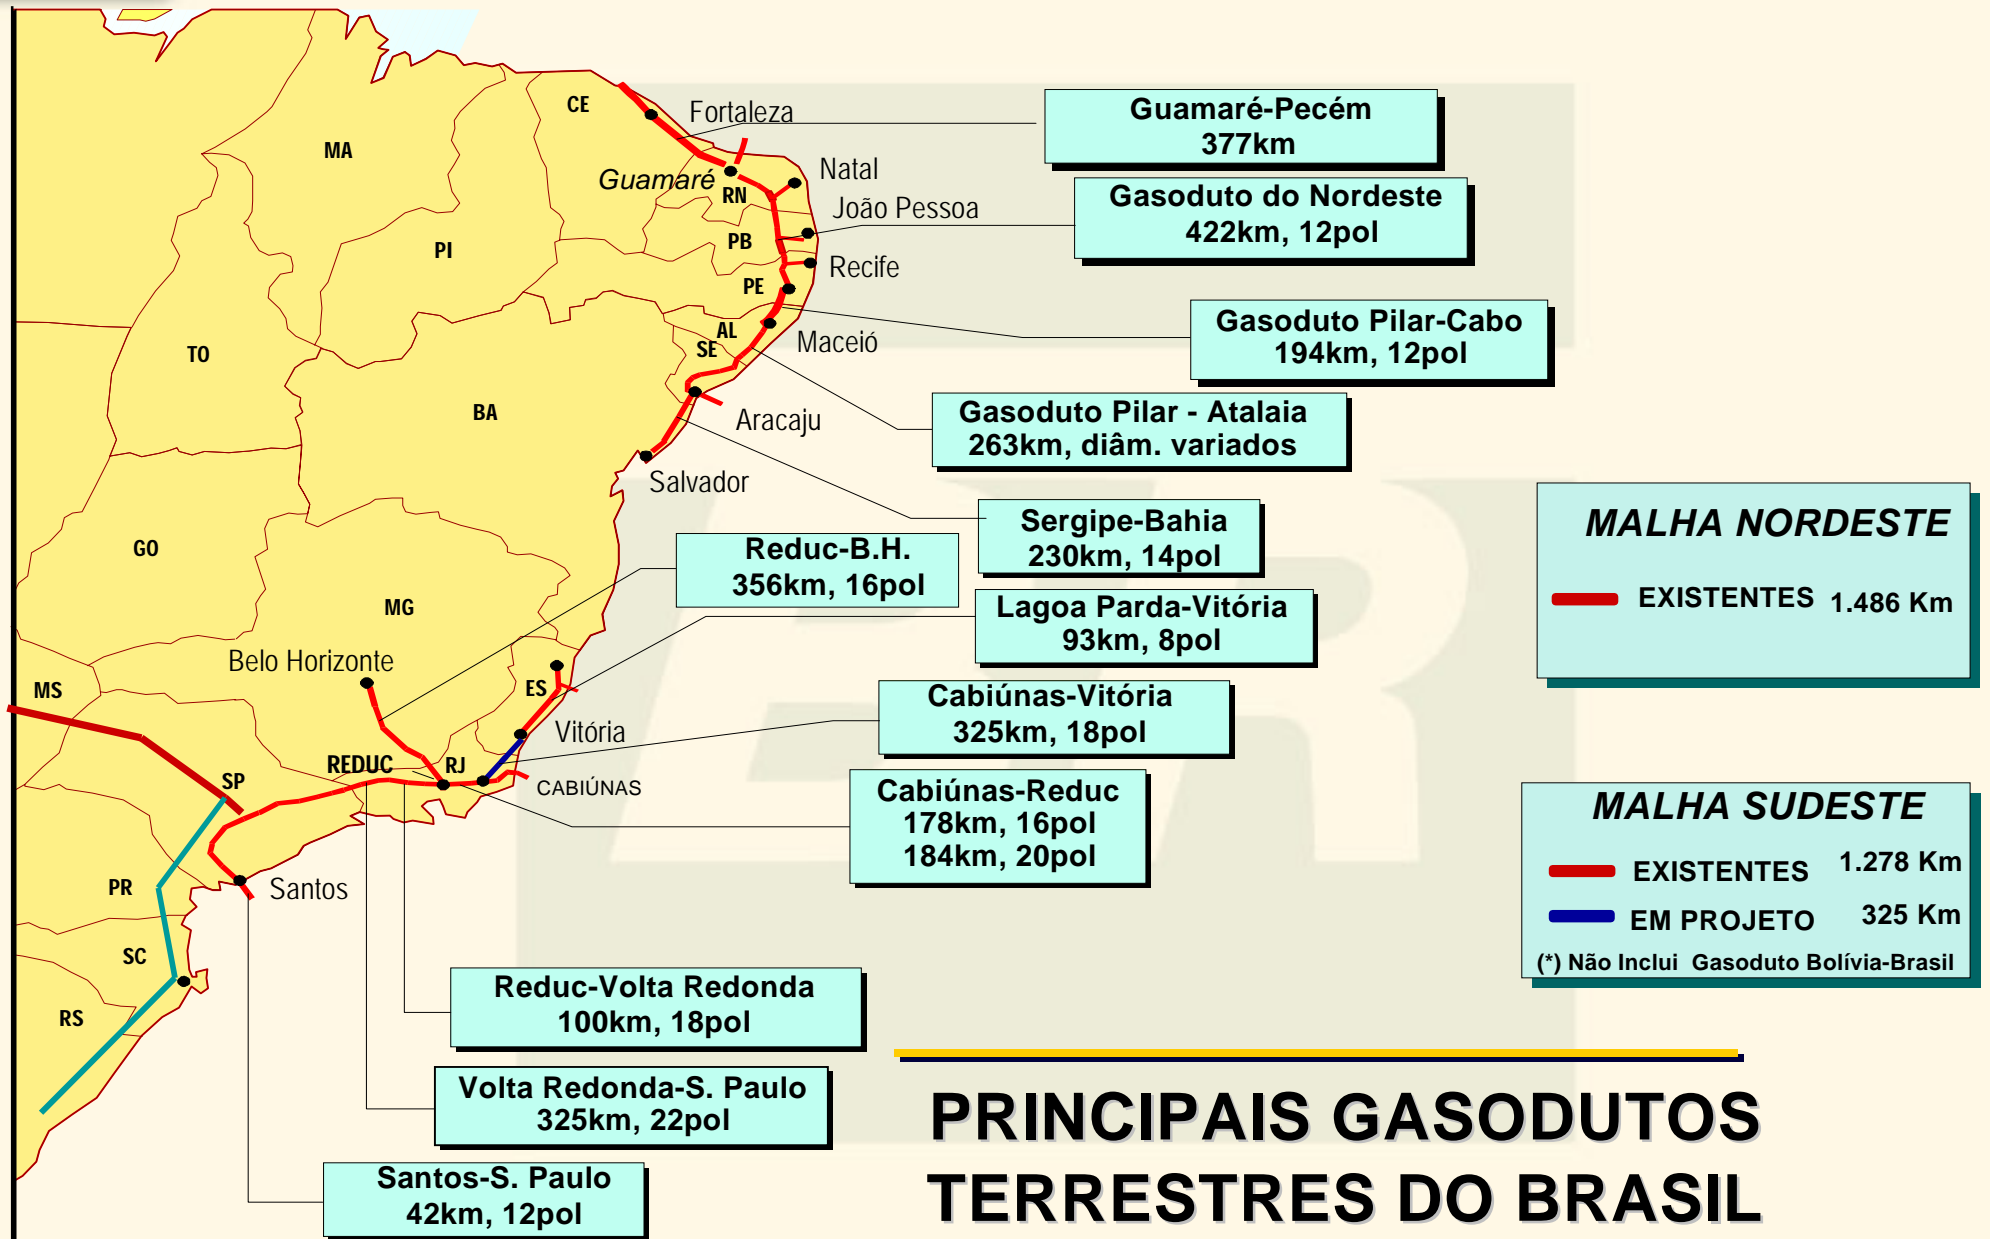 CE
Fortaleza
Guamaré-Pecém
377km
MA
Guamaré
RN
Natal
Gasoduto do Nordeste
422km, 12pol
João Pessoa
PI
PB
Recife
PE
Gasoduto Pilar-Cabo
194km, 12pol
TO
AL
SE
Maceió
BA
Aracaju
Gasoduto Pilar - Atalaia
263km, diâm. variados
Salvador
Sergipe-Bahia
230km, 14pol
MALHA NORDESTE
EXISTENTES 1.486 Km
GO
Reduc-B.H.
356km, 16pol
MG
Lagoa Parda-Vitória
93km, 8pol
Belo Horizonte
MS
ES
Cabiúnas-Vitória
325km, 18pol
Vitória
REDUC
RJ
SP
CABIÚNAS
Cabiúnas-Reduc
178km, 16pol
184km, 20pol
MALHA SUDESTE
EXISTENTES 1.278 Km
EM PROJETO 325 Km
(*) Não Inclui Gasoduto Bolívia-Brasil
PR
Santos
SC
RS
Reduc-Volta Redonda
100km, 18pol
Volta Redonda-S. Paulo
325km, 22pol
Santos-S. Paulo
42km, 12pol
PRINCIPAIS GASODUTOS
TERRESTRES DO BRASIL
BR